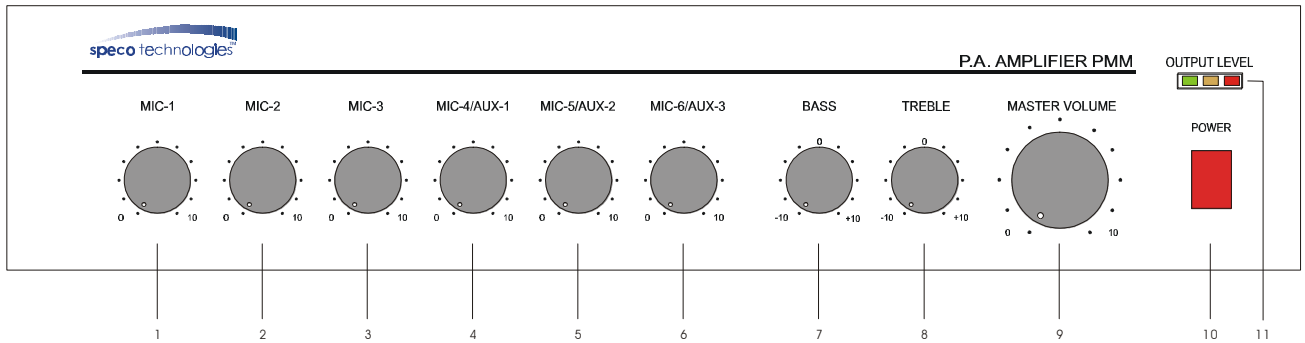 speco technologies™
P.A. AMPLIFIER PMM
OUTPUT LEVEL
MIC-1 MIC-2 MIC-3 MIC-4/AUX-1 MIC-5/AUX-2 MIC-6/AUX-3 BASS TREBLE MASTER VOLUME
POWER
0 0
0 10 0 10 0 10 0 10 0 10 0 10 -10 +10 -10 +10
0 10
1 2 3 4 5 6 7 8 9 10 11